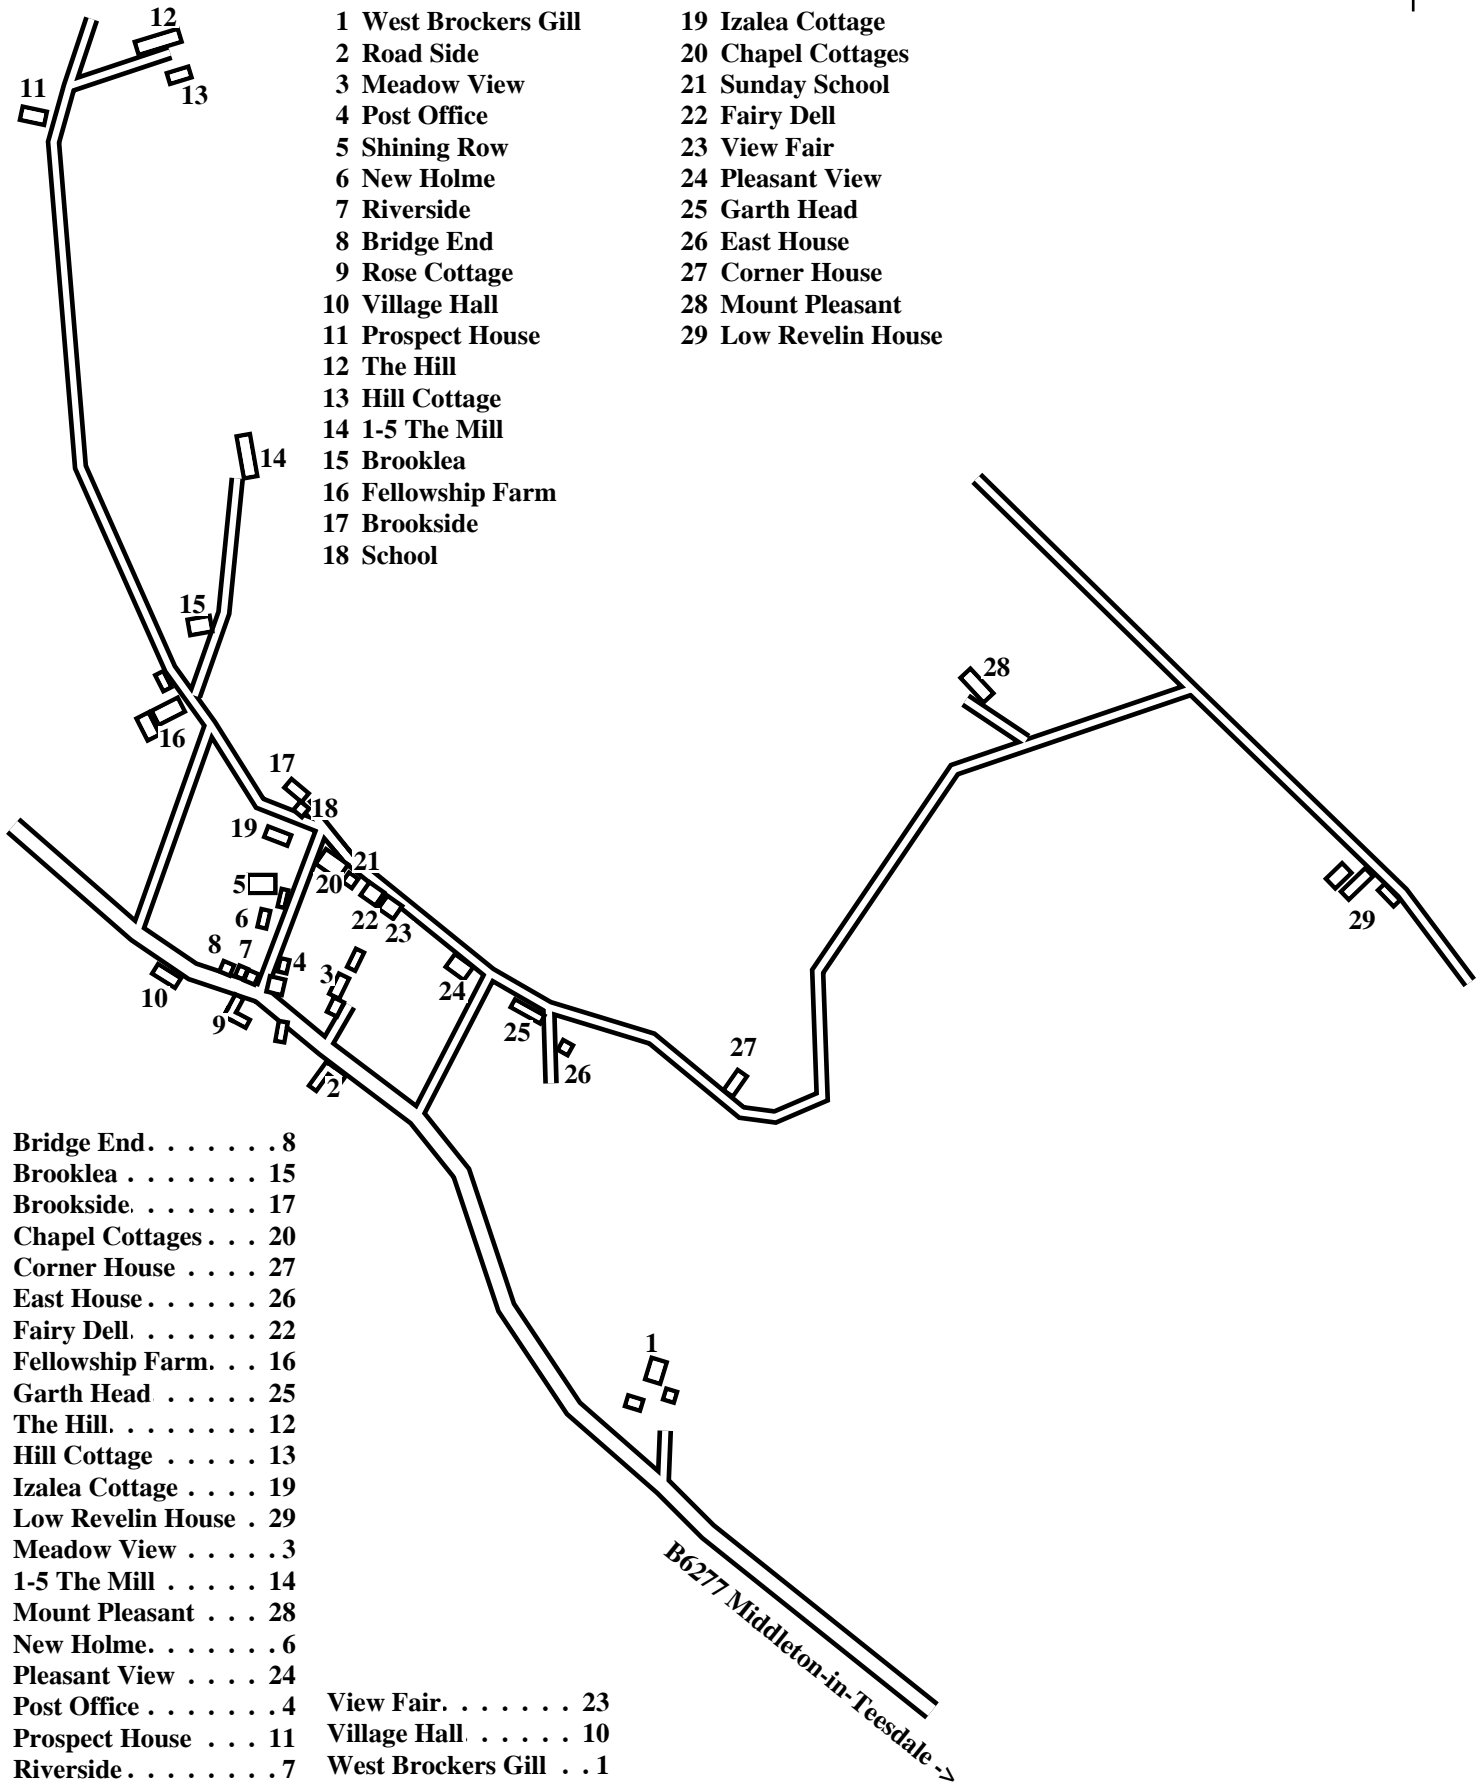 1 West Brockers Gill
2 Road Side
3 Meadow View
4 Post Office
5 Shining Row
6 New Holme
7 Riverside
8 Bridge End
9 Rose Cottage
10 Village Hall
11 Prospect House
12 The Hill
13 Hill Cottage
14 1-5 The Mill
15 Brooklea
16 Fellowship Farm
17 Brookside
18 School
19 Izalea Cottage
20 Chapel Cottages
21 Sunday School
22 Fairy Dell
23 View Fair
24 Pleasant View
25 Garth Head
26 East House
27 Corner House
28 Mount Pleasant
29 Low Revelin House
12
11
13
14
15
28
16
17
18
19
21
5
20
29
6
22
23
8
7
4
3
24
10
9
25
27
26
2
1
B6277 Middleton-in-Teesdale ->
Bridge End . . . . . . . 8
Brooklea . . . . . . . 15
Brookside . . . . . . . 17
Chapel Cottages . . . 20
Corner House . . . . 27
East House . . . . . . 26
Fairy Dell . . . . . . . 22
Fellowship Farm . . . 16
Garth Head . . . . . . 25
The Hill . . . . . . . . 12
Hill Cottage . . . . . 13
Izalea Cottage . . . . 19
Low Revelin House . 29
Meadow View . . . . . 3
1-5 The Mill . . . . . 14
Mount Pleasant . . . 28
New Holme . . . . . . . 6
Pleasant View . . . . 24
Post Office . . . . . . . 4
Prospect House . . . 11
Riverside . . . . . . . . 7
View Fair . . . . . . . 23
Village Hall . . . . . . 10
West Brockers Gill . . 1